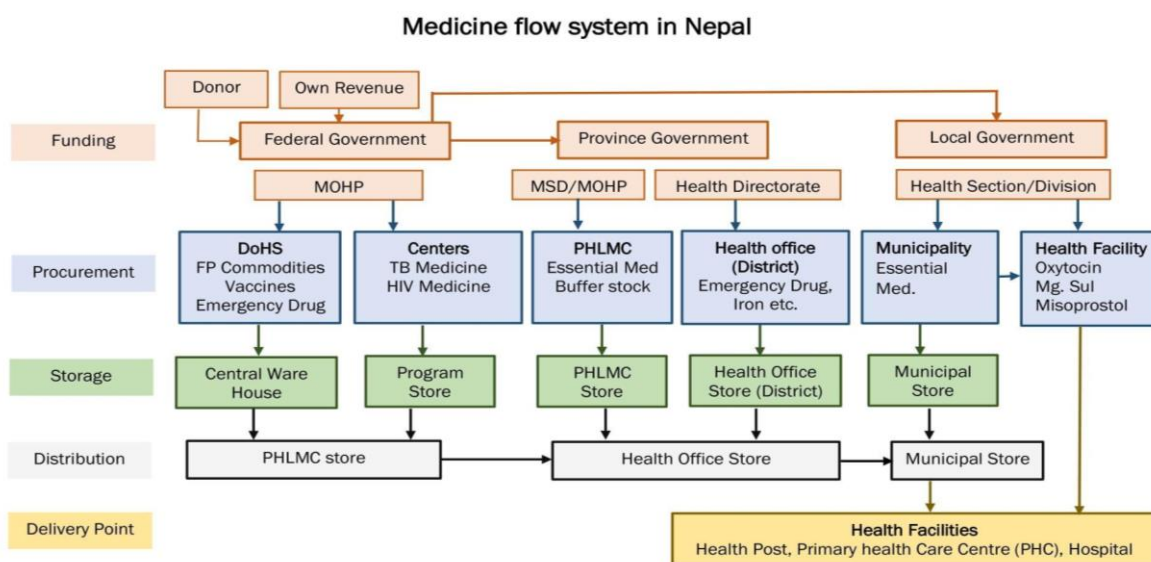 Medicine flow system in Nepal
Donor
Own Revenue
Funding
Federal Government
Province Government
Local Government
MOHP
MSD/MOHP
Health Directorate
Health Section/Division
Procurement
DoHS
FP Commodities
Vaccines
Emergency Drug
Centers
TB Medicine
HIV Medicine
PHLMC
Essential Med
Buffer stock
Health office
(District)
Emergency Drug,
Iron etc.
Municipality
Essential
Med.
Health Facility
Oxytocin
Mg. Sul
Misoprostol
Storage
Central Ware
House
Program
Store
PHLMC
Store
Health Office
Store (District)
Municipal
Store
Distribution
PHLMC store
Health Office Store
Municipal Store
Delivery Point
Health Facilities
Health Post, Primary health Care Centre (PHC), Hospital